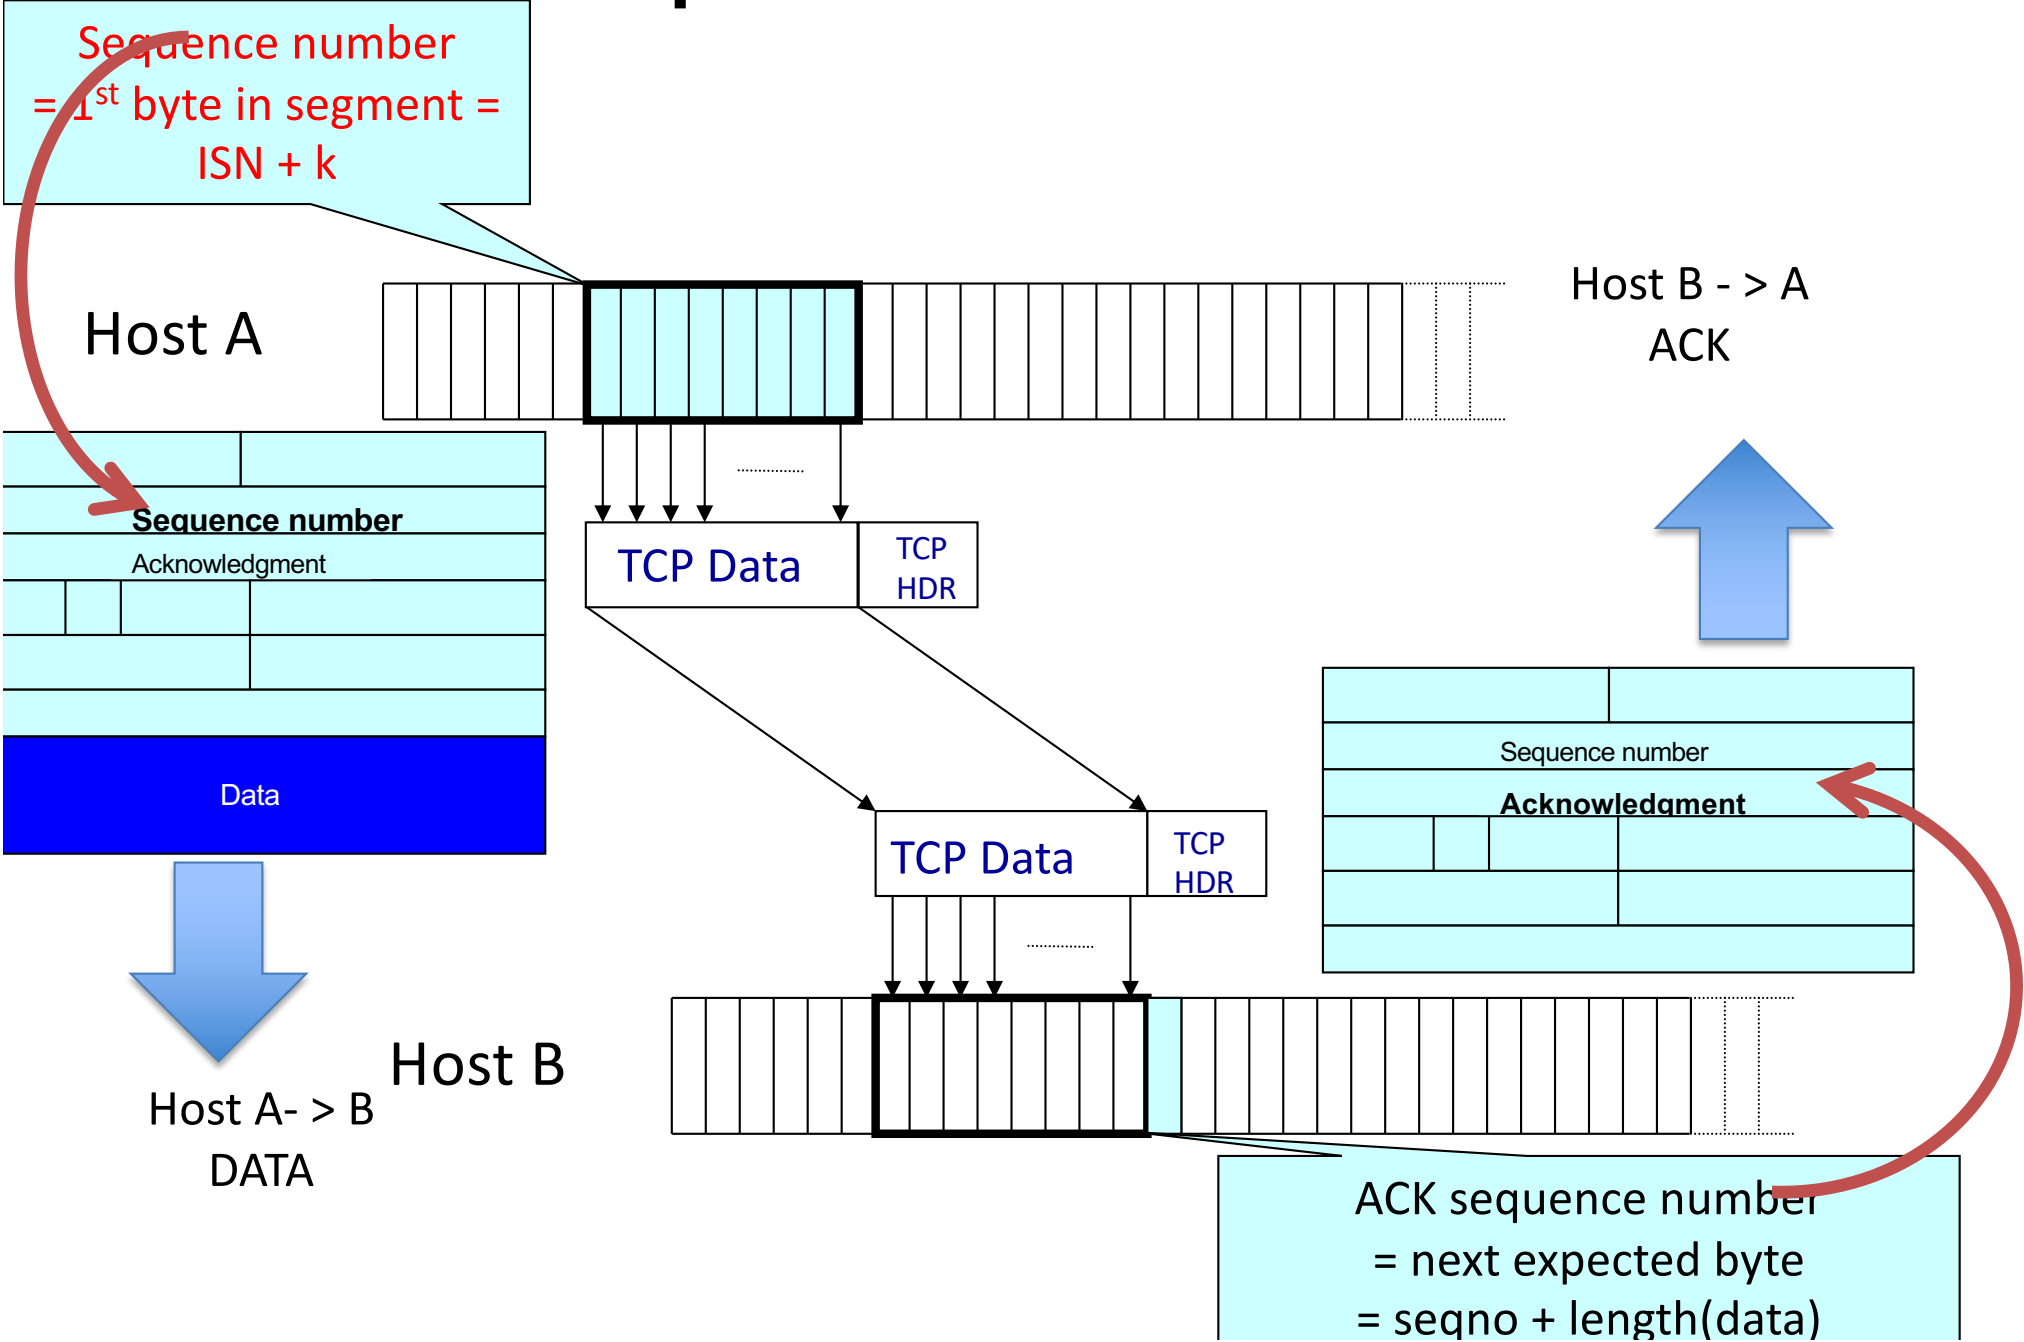 Sequence number
= 1st byte in segment =
ISN + k
Host A
Host B - > A
ACK
Sequence number
Acknowledgment
Data
TCP Data
TCP
HDR
Sequence number
Acknowledgment
TCP Data
TCP
HDR
Host B
Host A- > B
DATA
ACK sequence number
= next expected byte
= seqno + length(data)